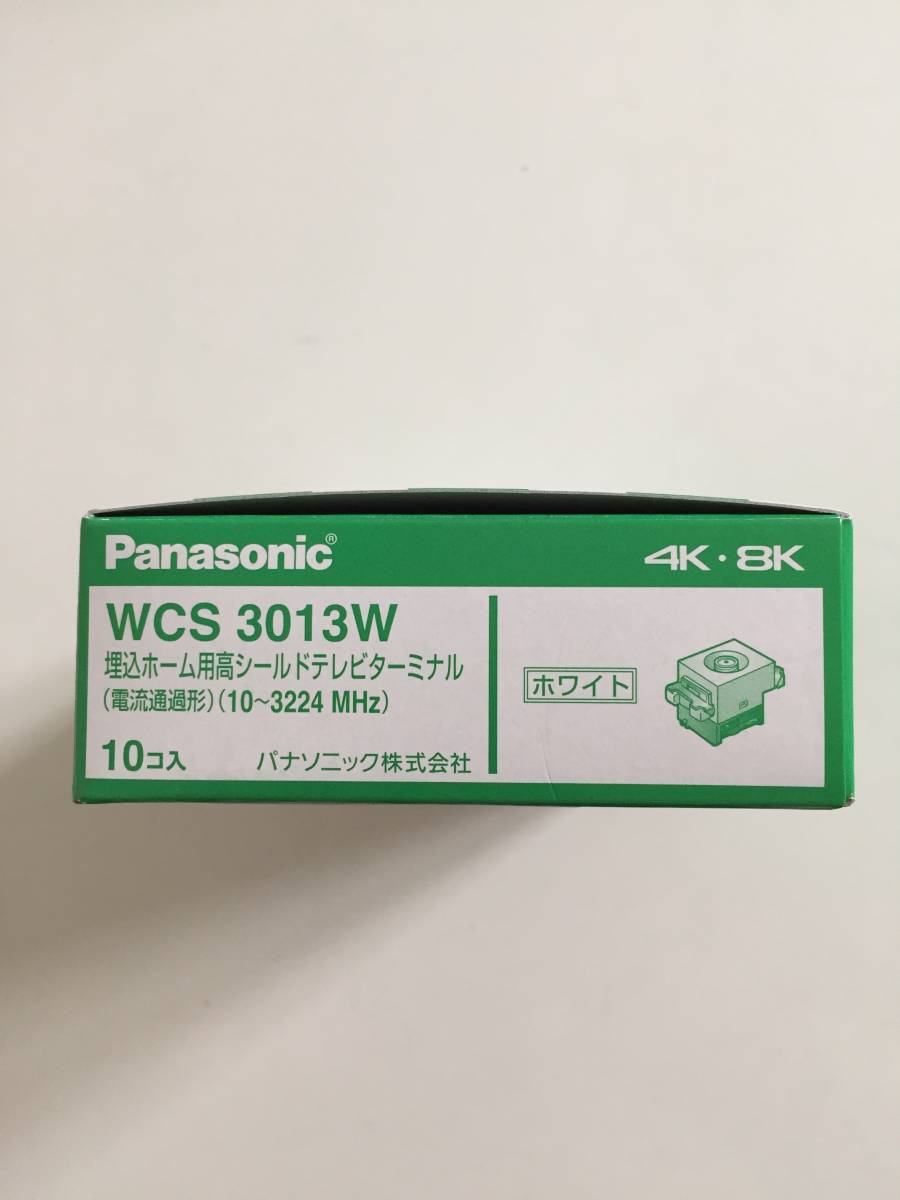 Panasonic®
4K・8K
WCS 3013W
埋込ホーム用高シールドテレビターミナル
(電流通過形)(10〜3224 MHz)
10コ入 パナソニック株式会社
ホワイト